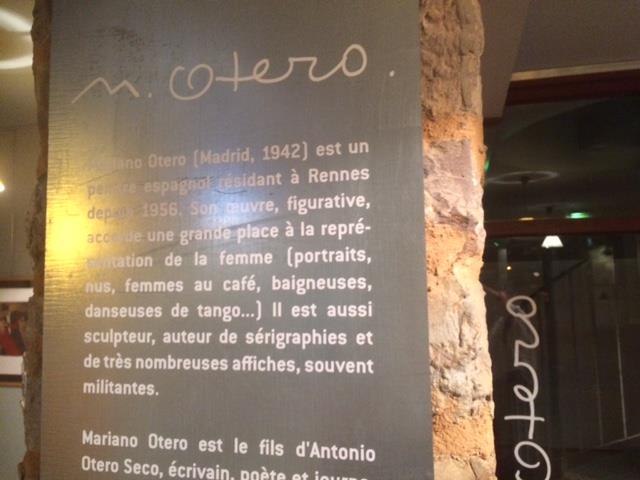 m. Otero.
Mariano Otero (Madrid, 1942) est un
peintre espagnol résidant à Rennes
depuis 1956. Son œuvre, figurative,
accorde une grande place à la repré-
sentation de la femme (portraits,
nus, femmes au café, baigneuses,
danseuses de tango...) Il est aussi
sculpteur, auteur de sérigraphies et
de très nombreuses affiches, souvent
militantes.
Mariano Otero est le fils d'Antonio
Otero Seco, écrivain, poète et journa-
otero